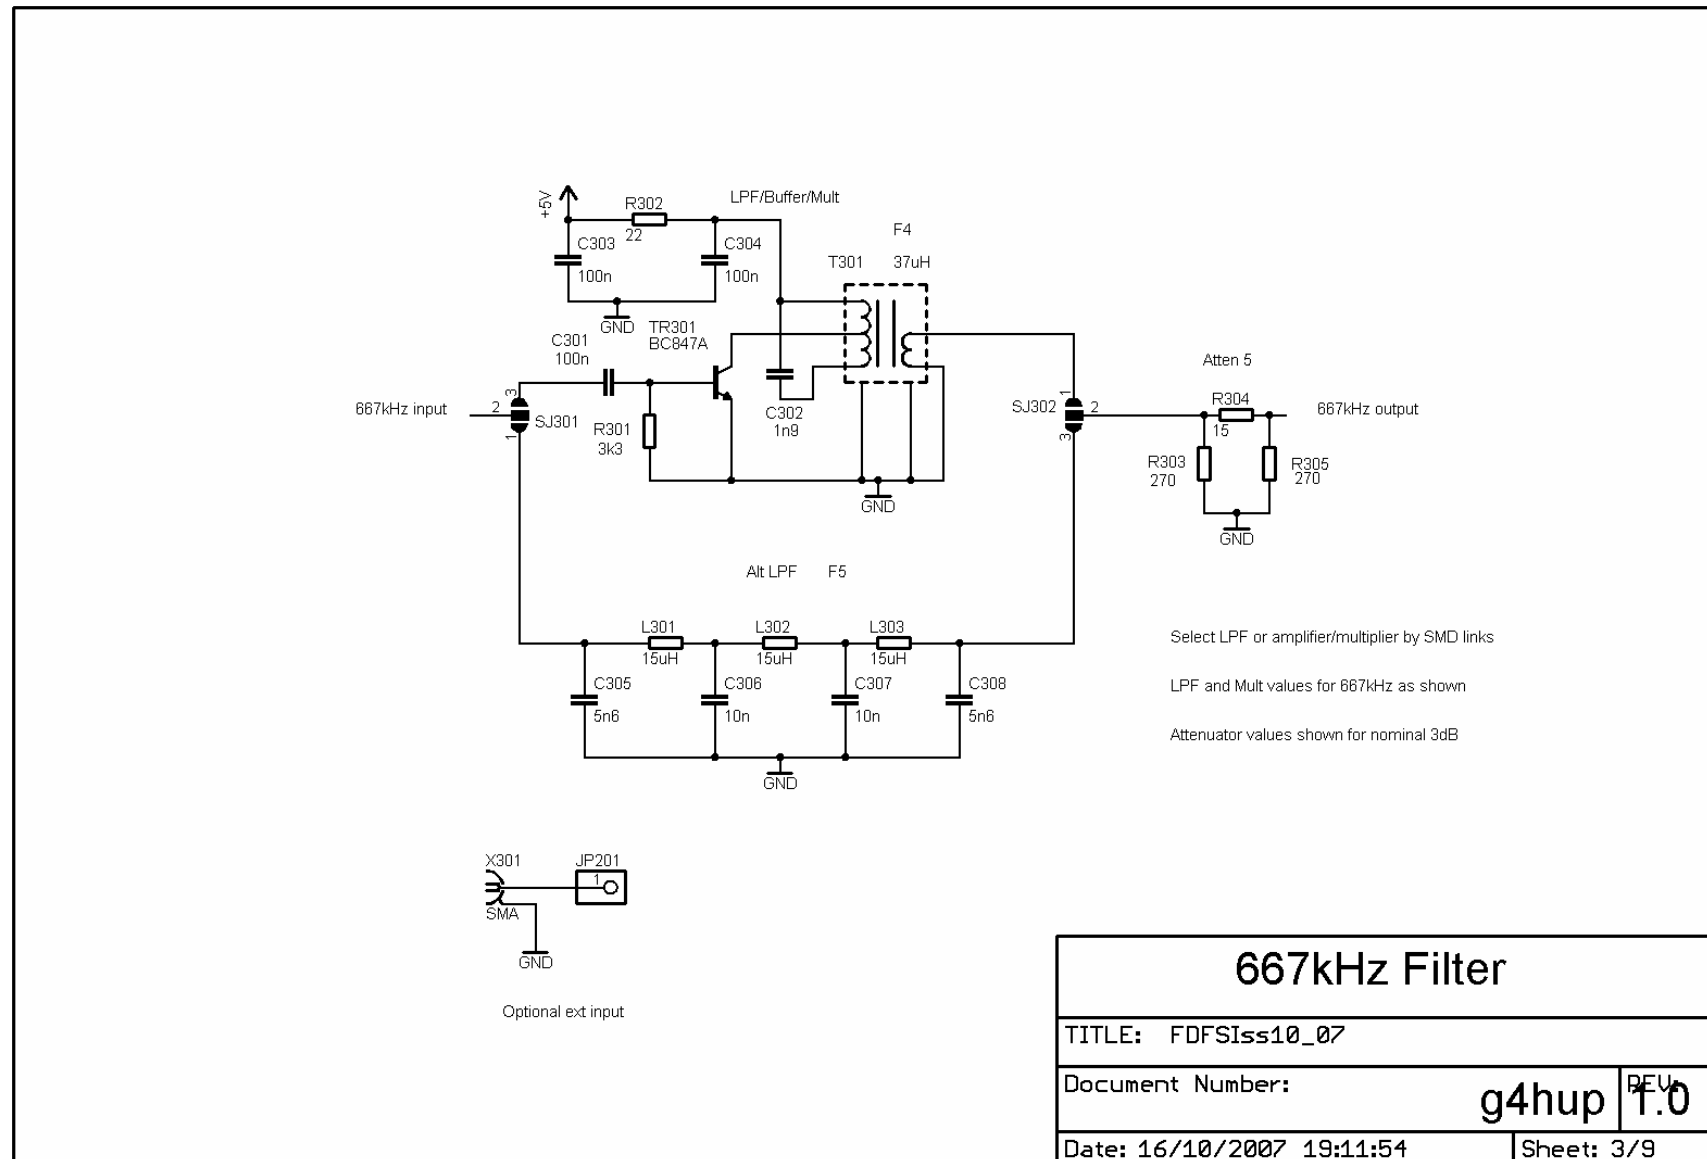 +5V
R302
22
LPF/Buffer/Mult
C303
100n
C304
100n
F4
T301
37uH
GND
TR301
BC847A
C301
100n
667kHz input
3
2
1
SJ301
R301
3k3
C302
1n9
GND
SJ302
1
2
3
Atten 5
R304
15
667kHz output
R303
270
R305
270
GND
Alt LPF F5
L301
15uH
L302
15uH
L303
15uH
C305
5n6
C306
10n
C307
10n
C308
5n6
GND
Select LPF or amplifier/multiplier by SMD links
LPF and Mult values for 667kHz as shown
Attenuator values shown for nominal 3dB
X301
SMA
JP201
1
GND
Optional ext input
667kHz Filter
TITLE: FDFSIss10_07
Document Number:
g4hup
REV:
1.0
Date: 16/10/2007 19:11:54
Sheet: 3/9